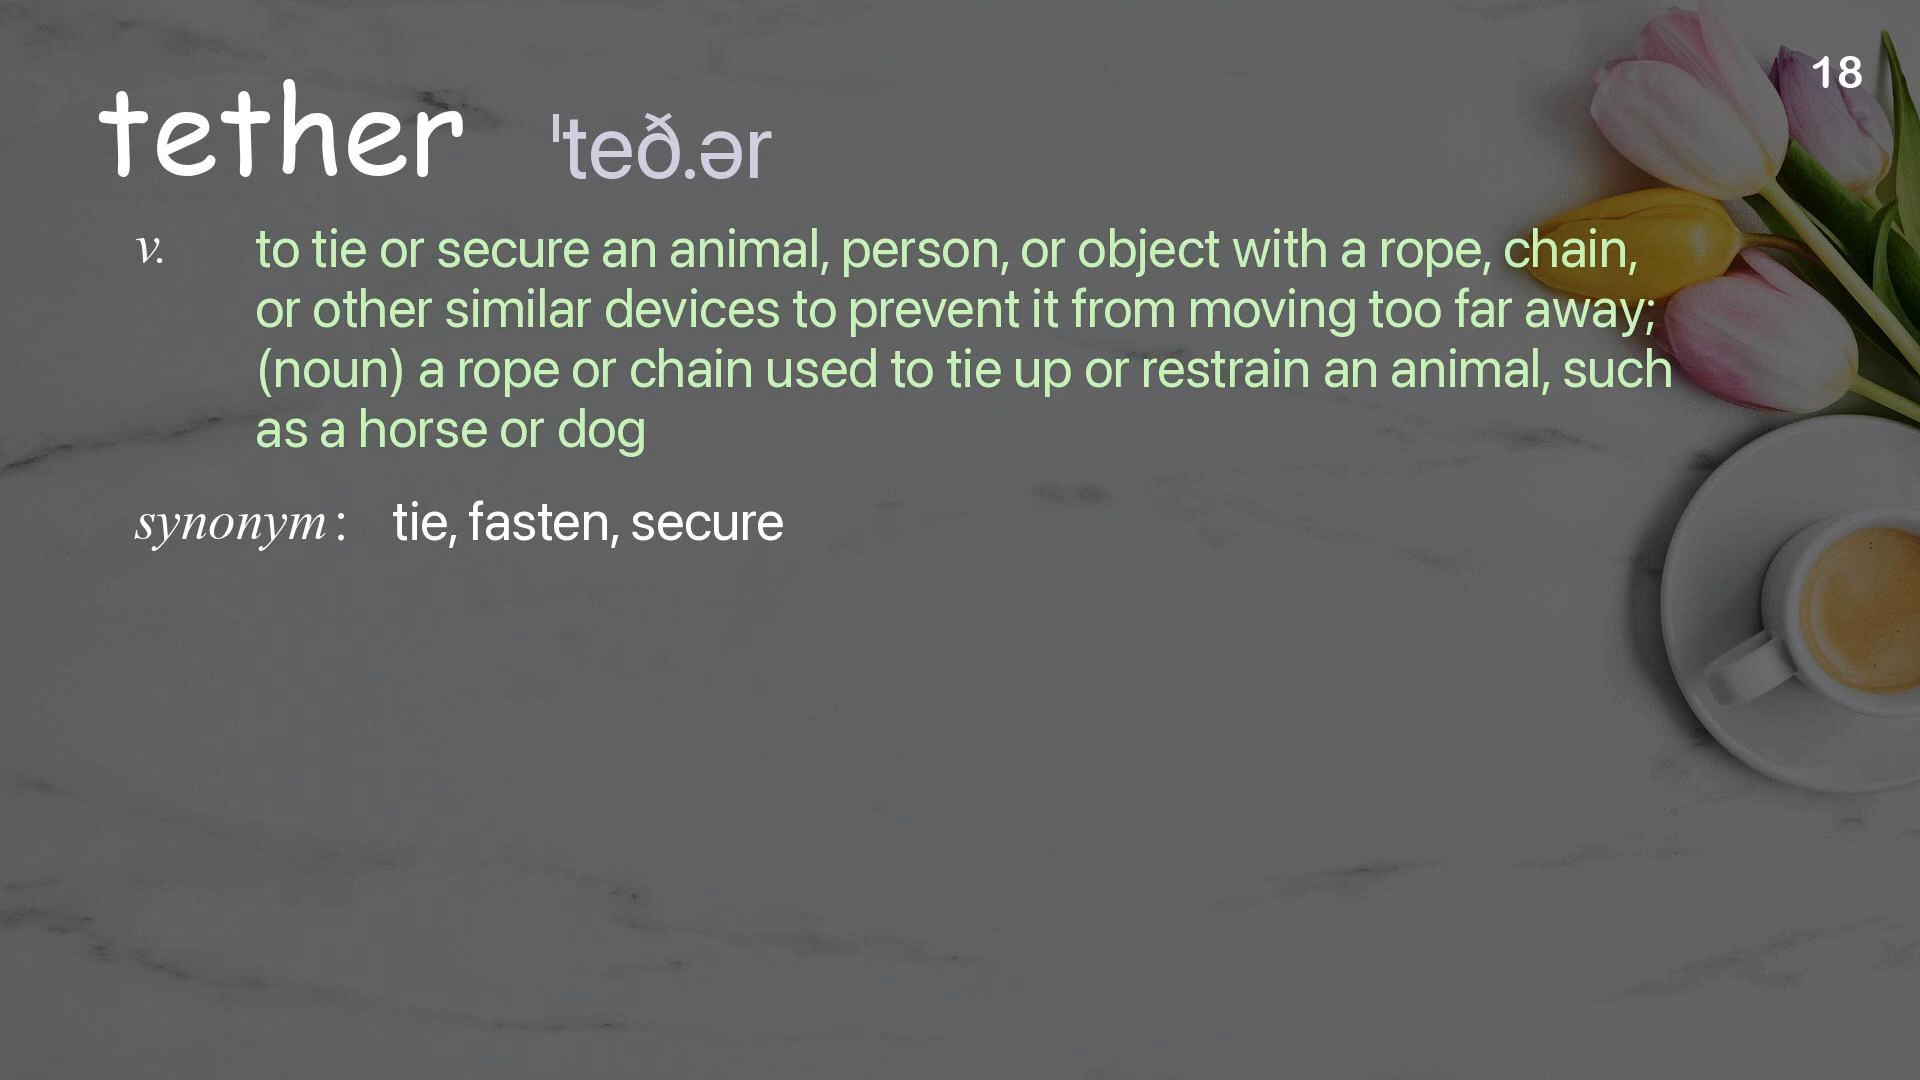 18
tether ˈteð.ər
v. to tie or secure an animal, person, or object with a rope, chain,
or other similar devices to prevent it from moving too far away;
(noun) a rope or chain used to tie up or restrain an animal, such
as a horse or dog
synonym : tie, fasten, secure